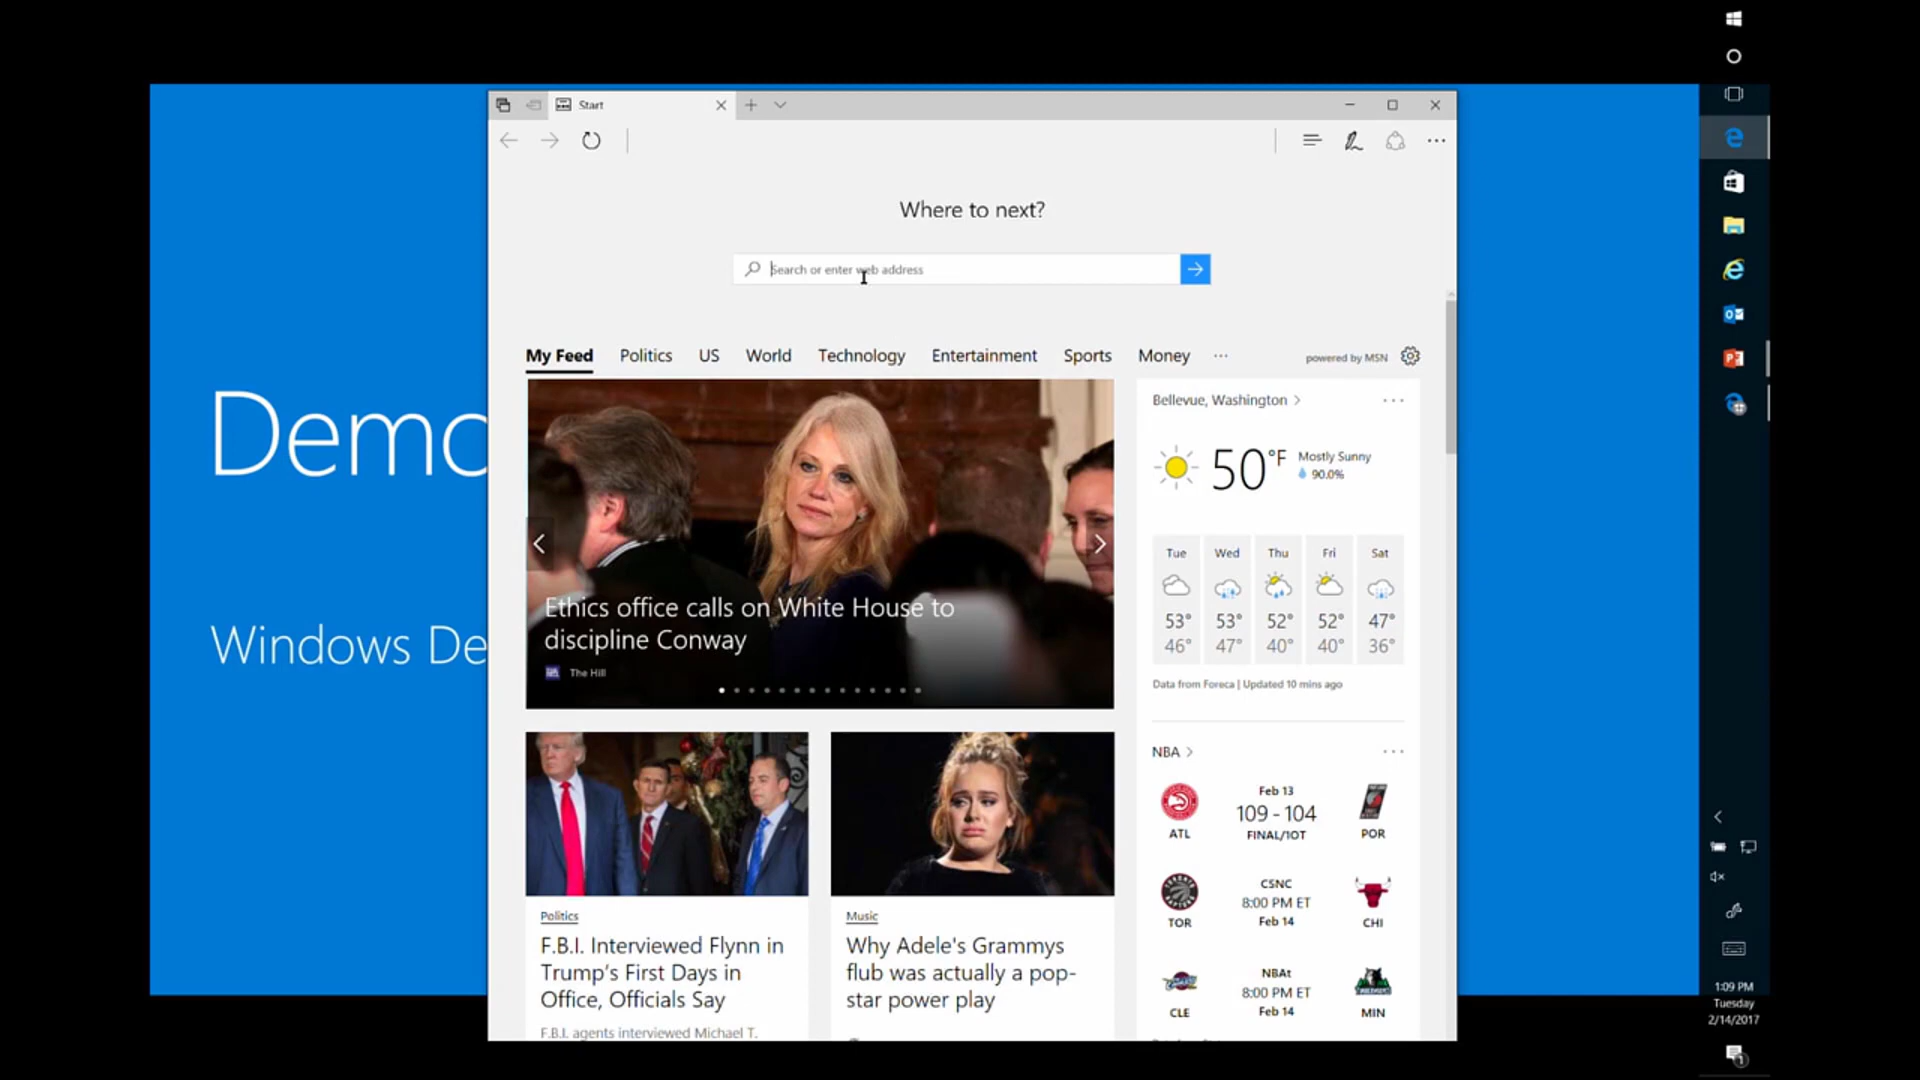 Start
Where to next?
Search or enter web address
My Feed
Politics
US
World
Technology
Entertainment
Sports
Money
powered by MSN
Demo
Windows De
Ethics office calls on White House to
discipline Conway
The Hill
Bellevue, Washington
50°F
Mostly Sunny
90.0%
Tue Wed Thu Fri Sat
53° 53° 52° 52° 47°
46° 47° 40° 40° 36°
Data from Foreca | Updated 10 mins ago
Politics
F.B.I. Interviewed Flynn in
Trump's First Days in
Office, Officials Say
F.B.I. agents interviewed Michael T.
Music
Why Adele's Grammys
flub was actually a pop-
star power play
NBA
Feb 13
109 - 104
FINAL/1OT
ATL
POR
CSNC
8:00 PM ET
Feb 14
TOR
CHI
NBAt
8:00 PM ET
Feb 14
CLE
MIN
1:09 PM
Tuesday
2/14/2017